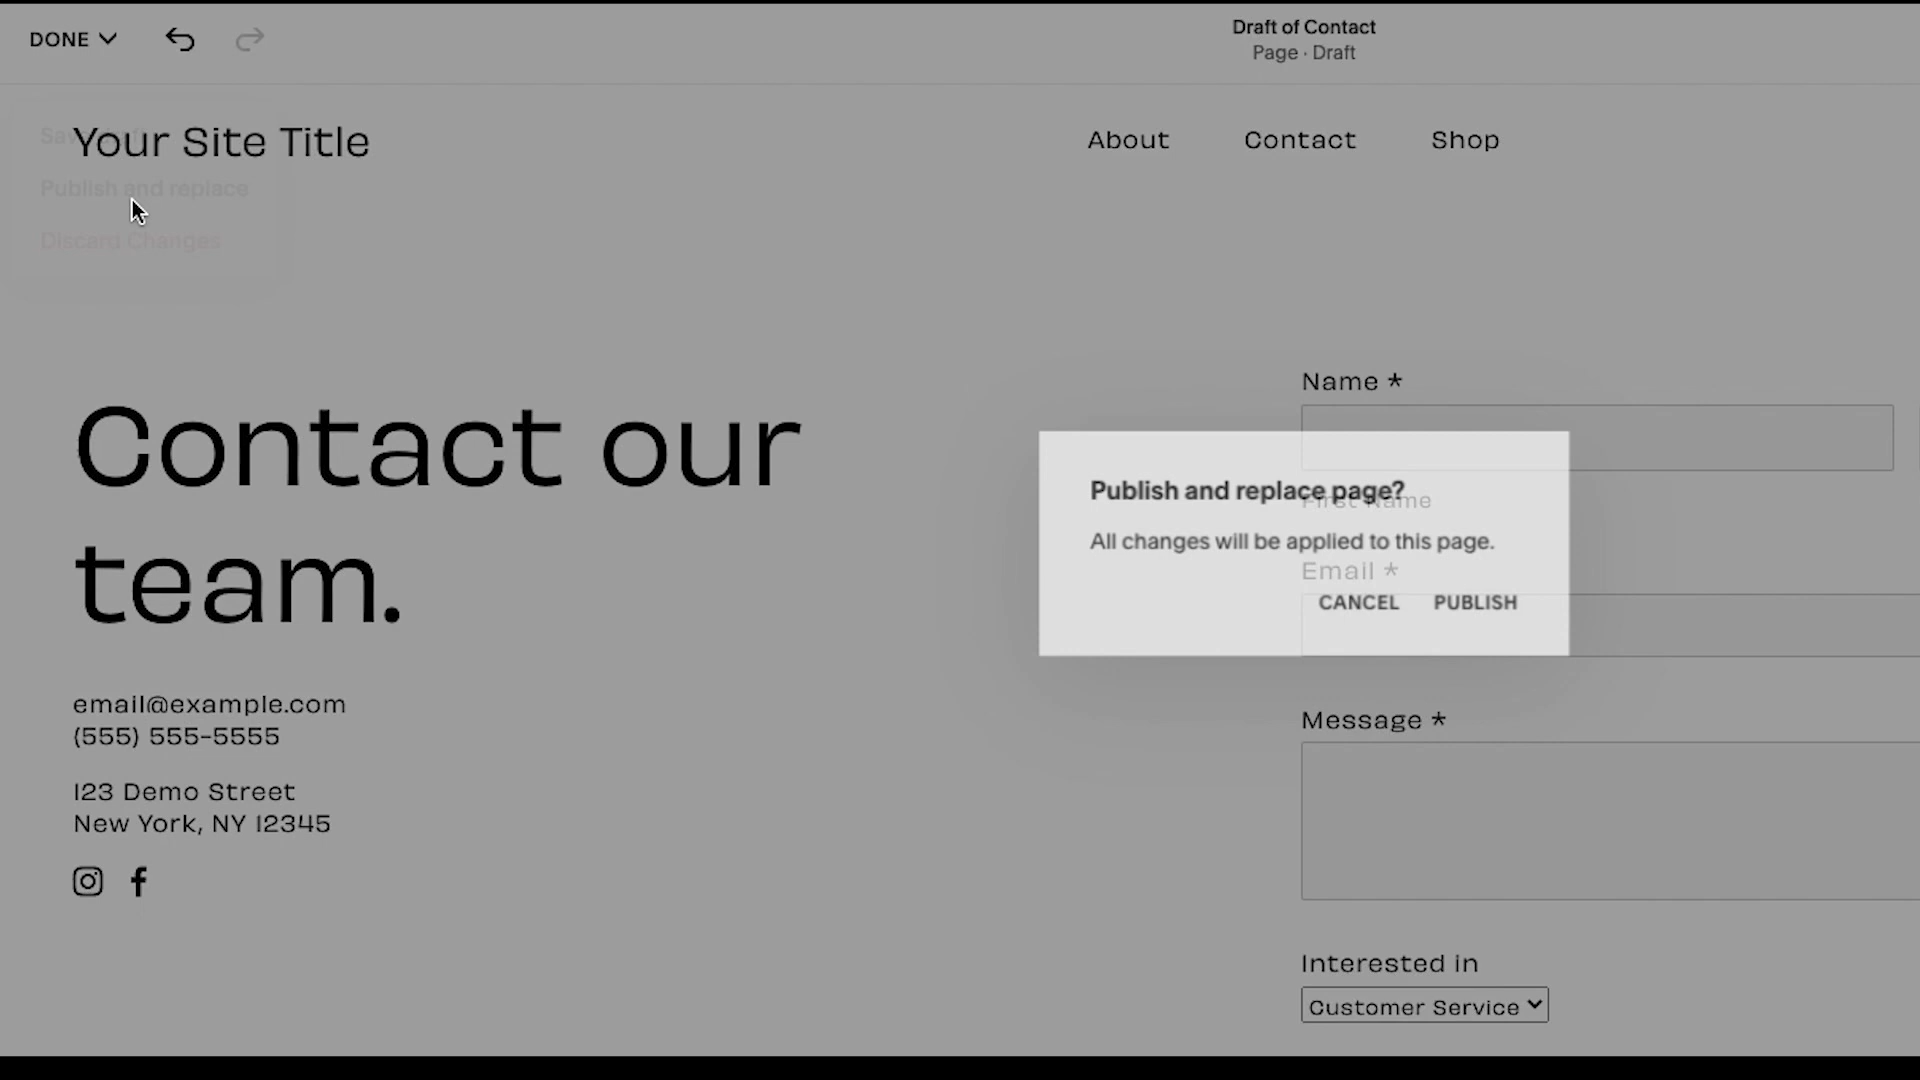 DONE
Draft of Contact
Page · Draft
Your Site Title
About
Contact
Shop
Publish and replace
Discard Changes
Contact our
team.
email@example.com
(555) 555-5555
123 Demo Street
New York, NY 12345
Name *
First Name
Publish and replace page?
All changes will be applied to this page.
Email *
CANCEL
PUBLISH
Message *
Interested in
Customer Service